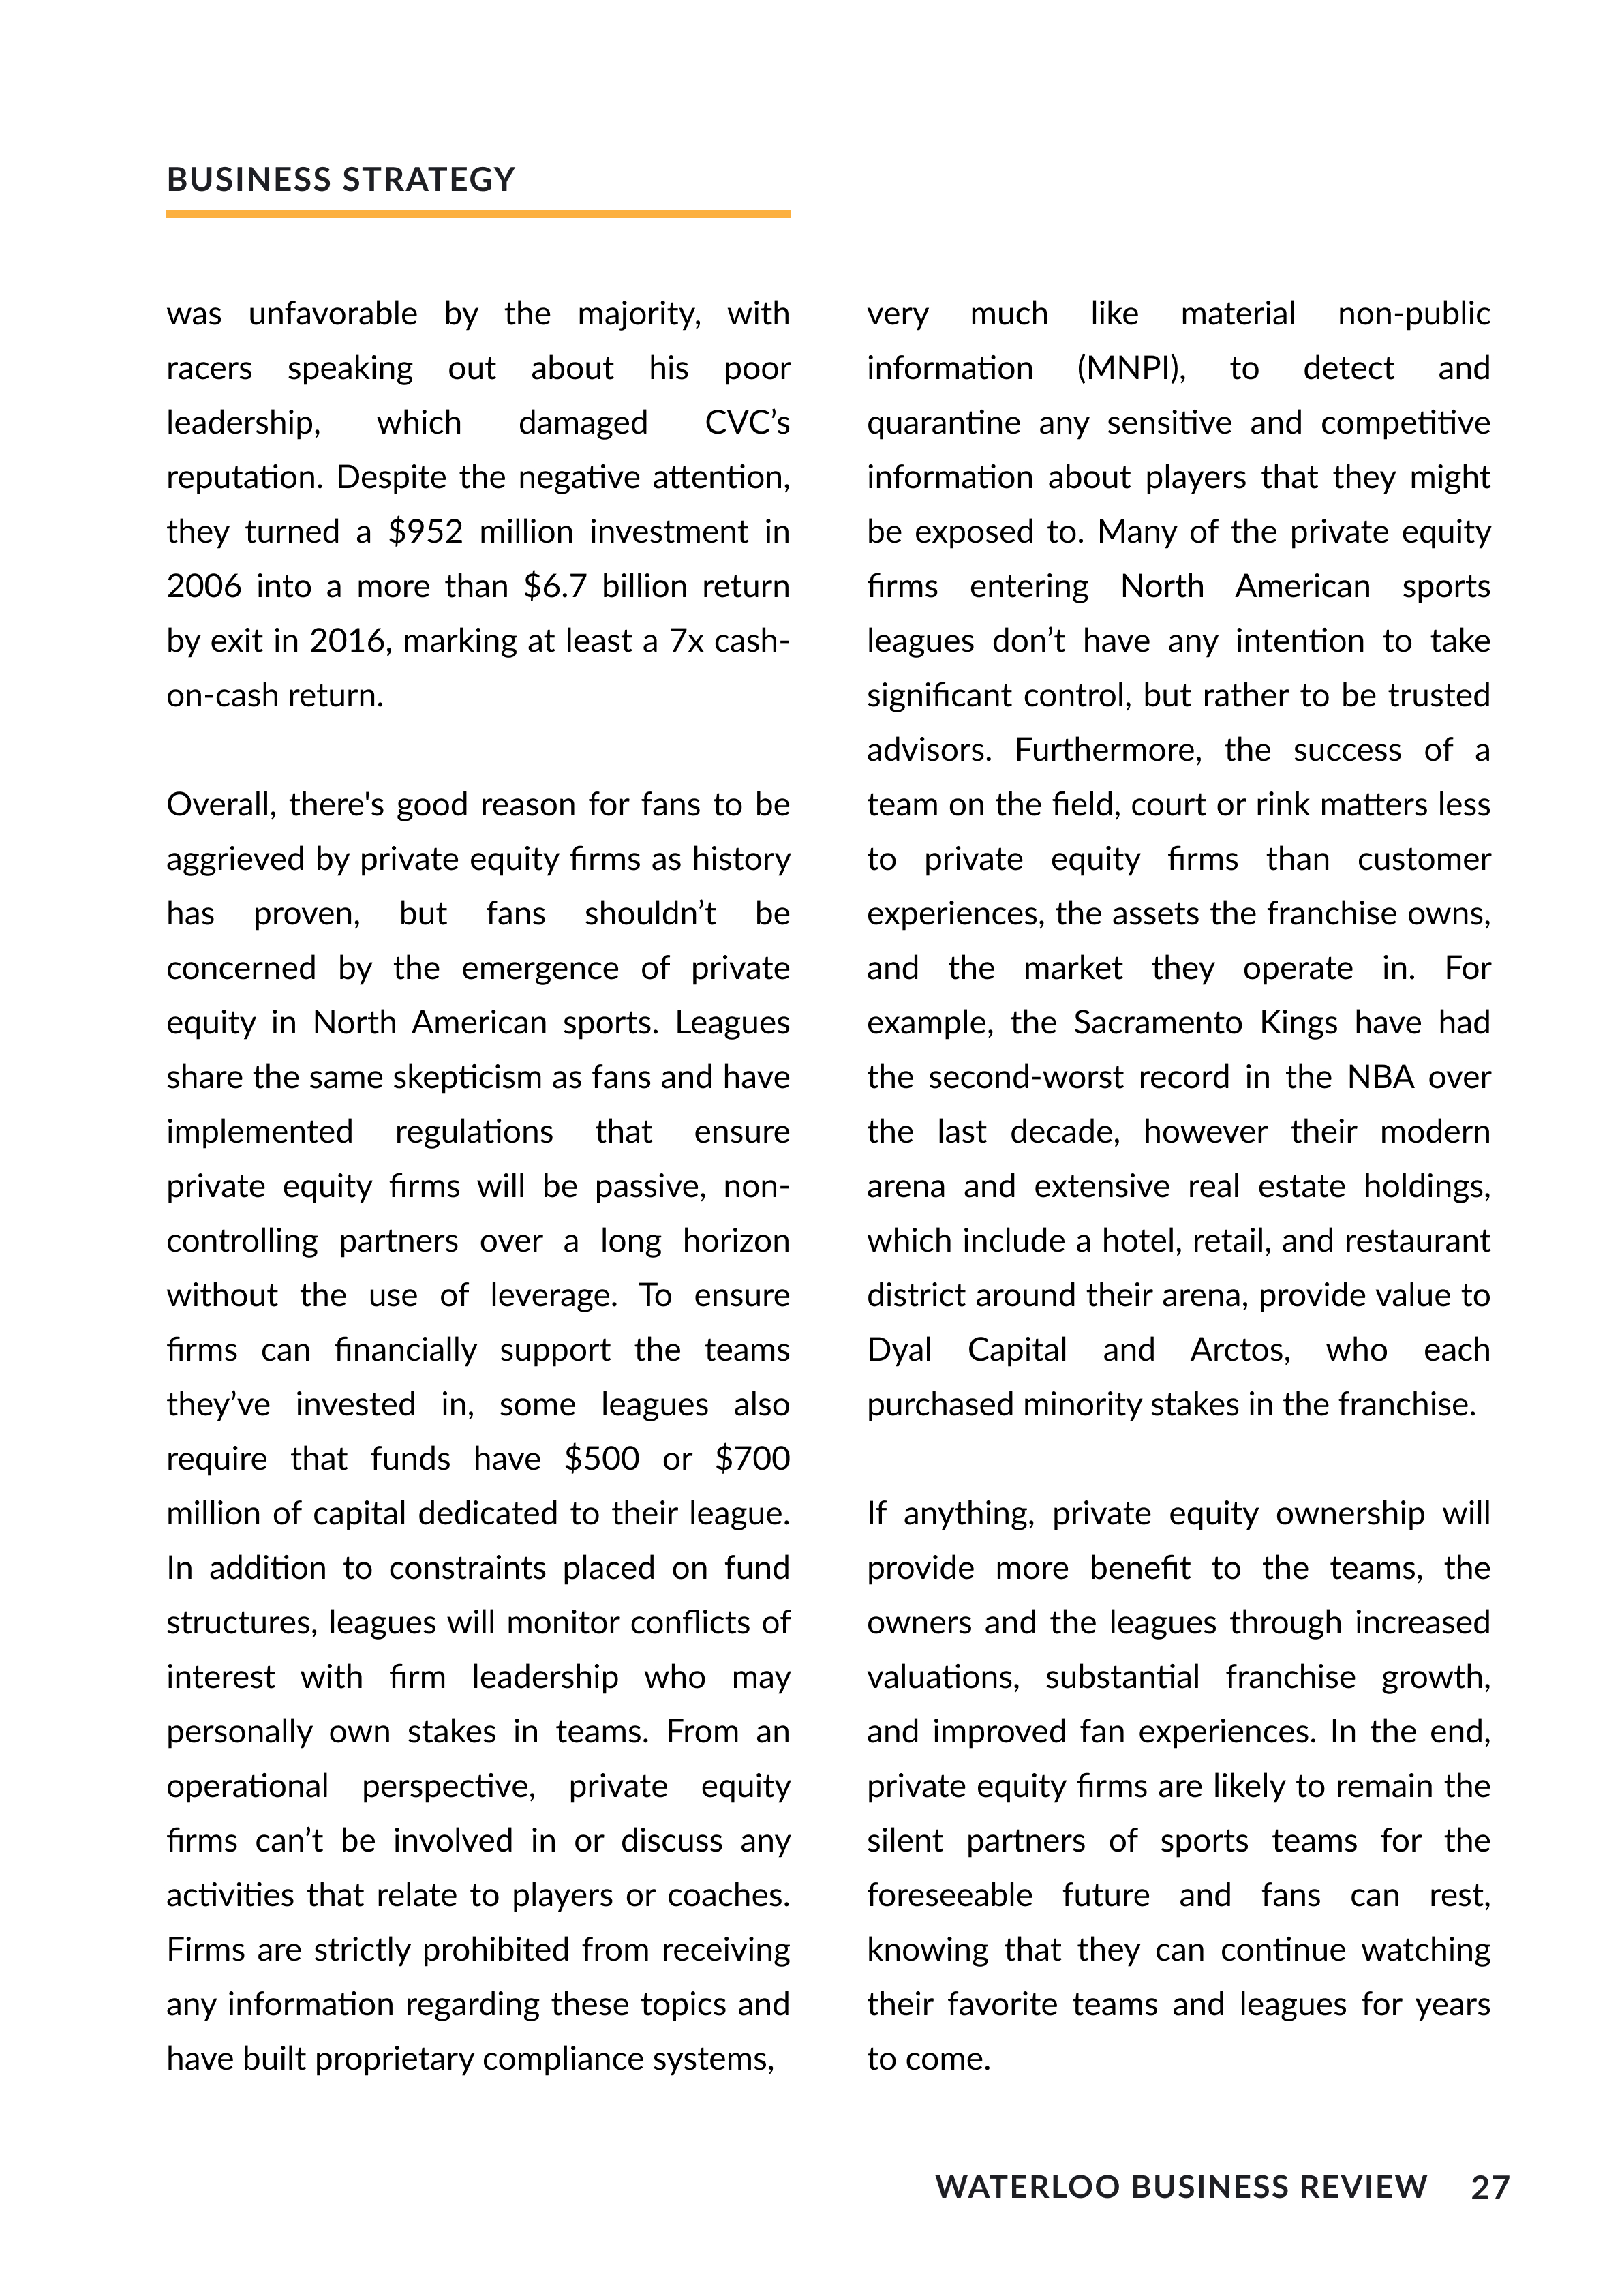 BUSINESS STRATEGY
was unfavorable by the majority, with
racers speaking out about his poor
leadership, which damaged CVC’s
reputation. Despite the negative attention,
they turned a $952 million investment in
2006 into a more than $6.7 billion return
by exit in 2016, marking at least a 7x cash-
on-cash return.
Overall, there's good reason for fans to be
aggrieved by private equity firms as history
has proven, but fans shouldn’t be
concerned by the emergence of private
equity in North American sports. Leagues
share the same skepticism as fans and have
implemented regulations that ensure
private equity firms will be passive, non-
controlling partners over a long horizon
without the use of leverage. To ensure
firms can financially support the teams
they’ve invested in, some leagues also
require that funds have $500 or $700
million of capital dedicated to their league.
In addition to constraints placed on fund
structures, leagues will monitor conflicts of
interest with firm leadership who may
personally own stakes in teams. From an
operational perspective, private equity
firms can’t be involved in or discuss any
activities that relate to players or coaches.
Firms are strictly prohibited from receiving
any information regarding these topics and
have built proprietary compliance systems,
very much like material non-public
information (MNPI), to detect and
quarantine any sensitive and competitive
information about players that they might
be exposed to. Many of the private equity
firms entering North American sports
leagues don’t have any intention to take
significant control, but rather to be trusted
advisors. Furthermore, the success of a
team on the field, court or rink matters less
to private equity firms than customer
experiences, the assets the franchise owns,
and the market they operate in. For
example, the Sacramento Kings have had
the second-worst record in the NBA over
the last decade, however their modern
arena and extensive real estate holdings,
which include a hotel, retail, and restaurant
district around their arena, provide value to
Dyal Capital and Arctos, who each
purchased minority stakes in the franchise.
If anything, private equity ownership will
provide more benefit to the teams, the
owners and the leagues through increased
valuations, substantial franchise growth,
and improved fan experiences. In the end,
private equity firms are likely to remain the
silent partners of sports teams for the
foreseeable future and fans can rest,
knowing that they can continue watching
their favorite teams and leagues for years
to come.
WATERLOO BUSINESS REVIEW 27